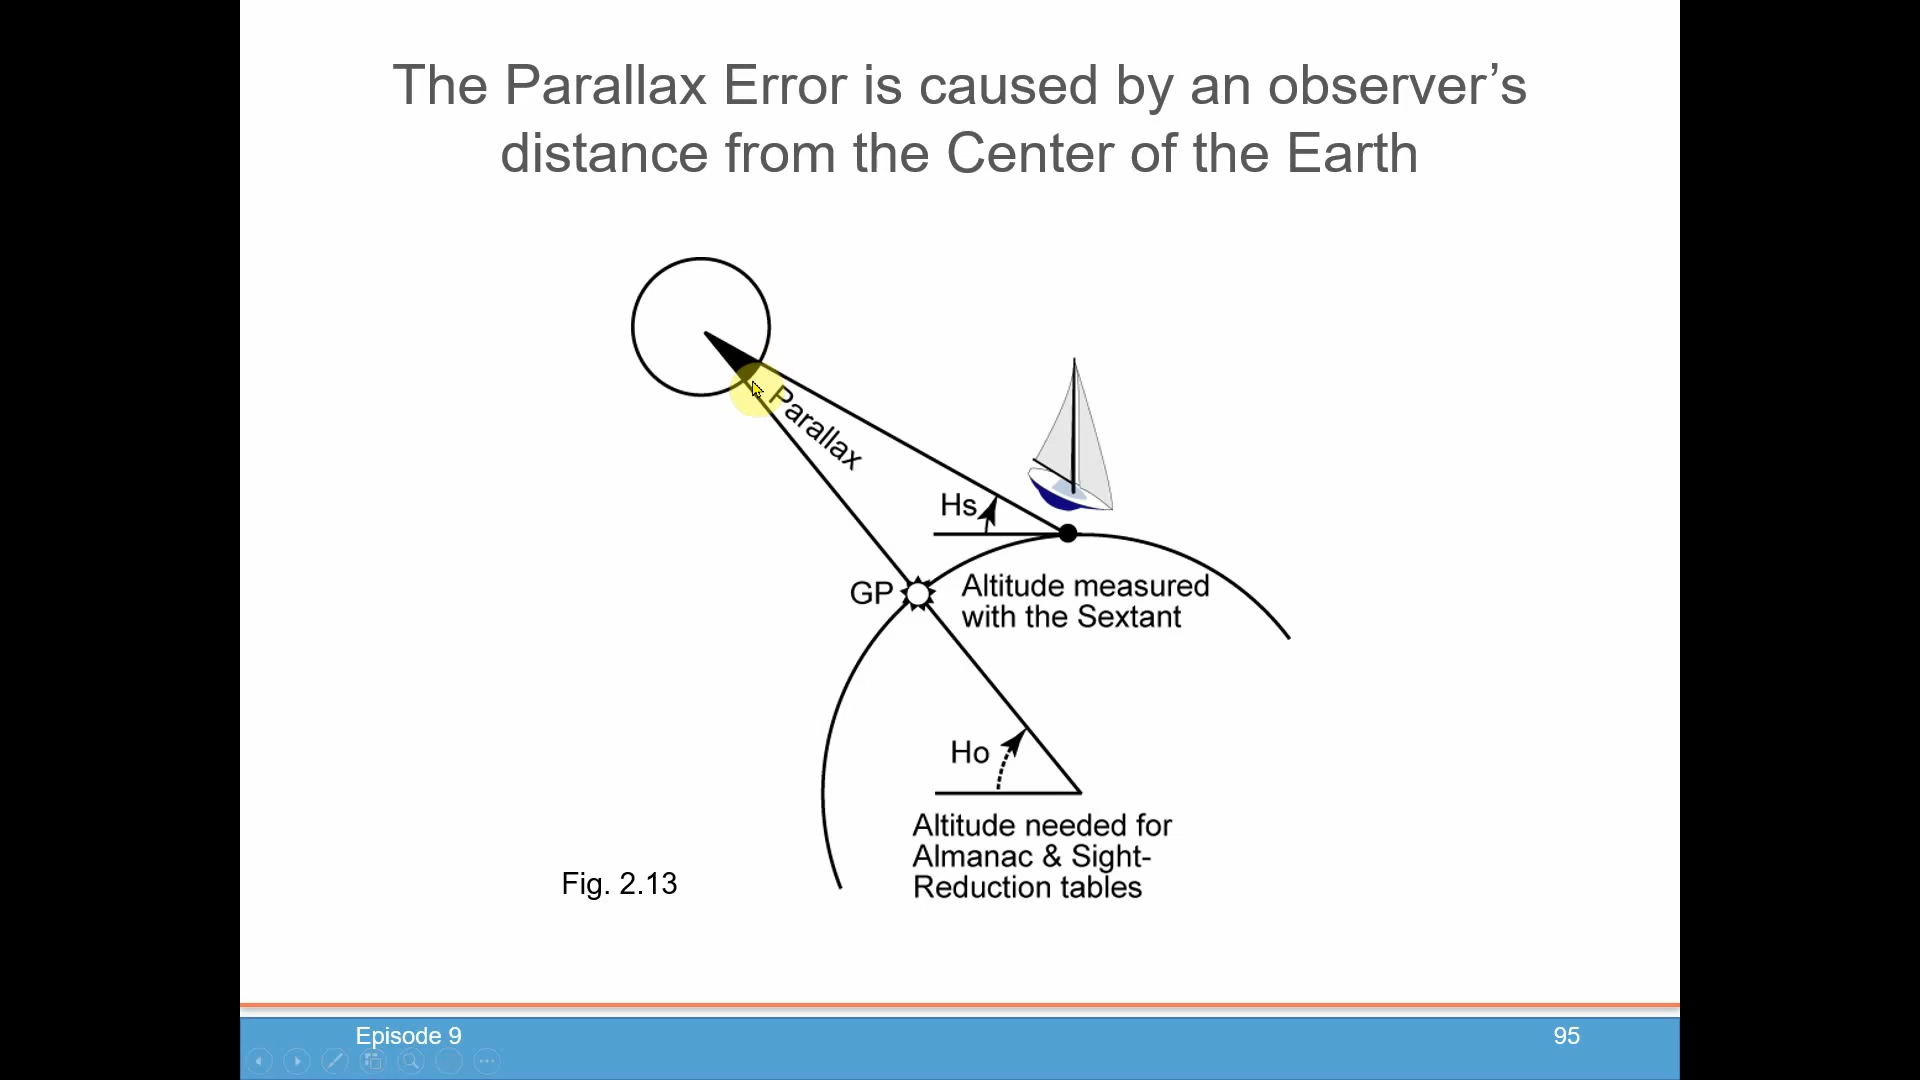 The Parallax Error is caused by an observer’s
distance from the Center of the Earth
Parallax
Hs
GP
Altitude measured
with the Sextant
Ho
Altitude needed for
Almanac & Sight-
Reduction tables
Fig. 2.13
Episode 9
95